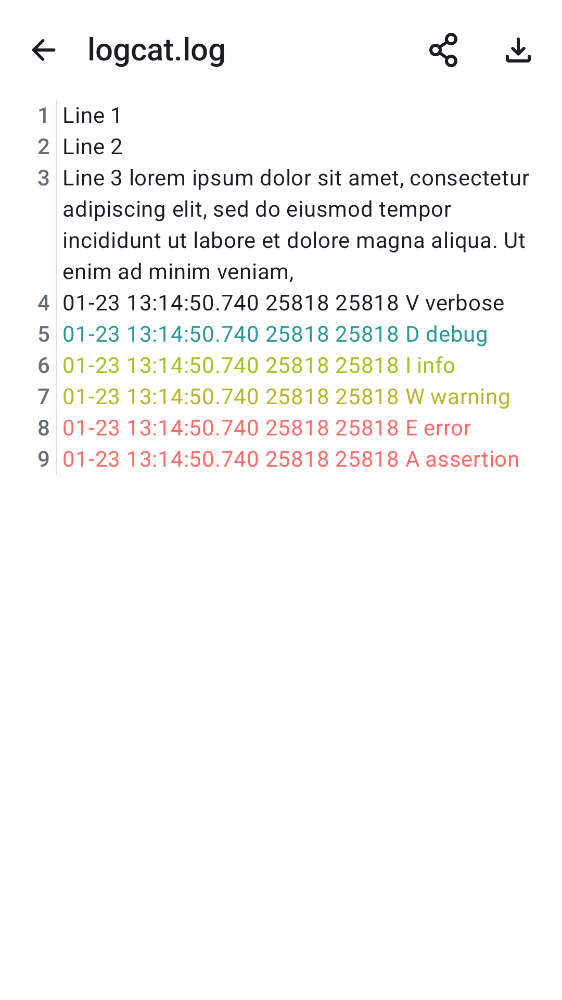 logcat.log
1 Line 1
2 Line 2
3 Line 3 lorem ipsum dolor sit amet, consectetur
adipiscing elit, sed do eiusmod tempor
incididunt ut labore et dolore magna aliqua. Ut
enim ad minim veniam,
4 01-23 13:14:50.740 25818 25818 V verbose
5 01-23 13:14:50.740 25818 25818 D debug
6 01-23 13:14:50.740 25818 25818 I info
7 01-23 13:14:50.740 25818 25818 W warning
8 01-23 13:14:50.740 25818 25818 E error
9 01-23 13:14:50.740 25818 25818 A assertion